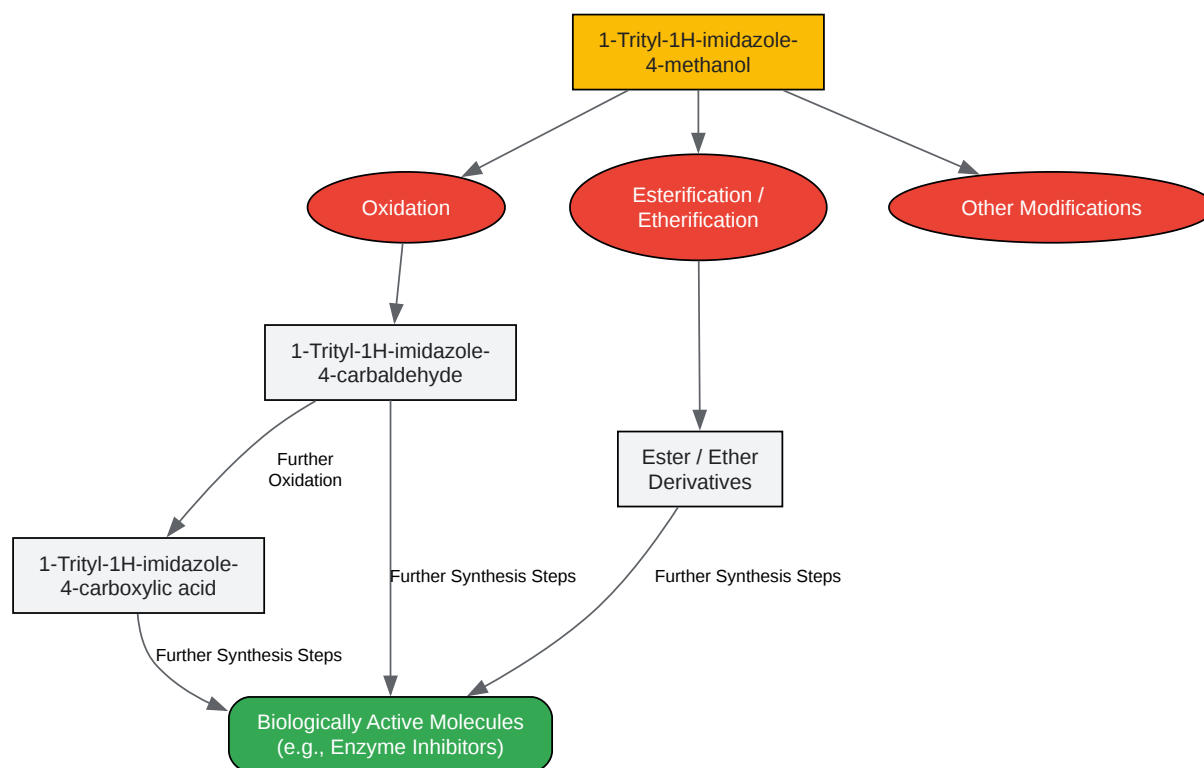 1-Trityl-1H-imidazole-
4-methanol
Oxidation
Esterification /
Etherification
Other Modifications
1-Trityl-1H-imidazole-
4-carbaldehyde
Further
Oxidation
Ester / Ether
Derivatives
1-Trityl-1H-imidazole-
4-carboxylic acid
Further Synthesis Steps
Further Synthesis Steps
Further Synthesis Steps
Biologically Active Molecules
(e.g., Enzyme Inhibitors)